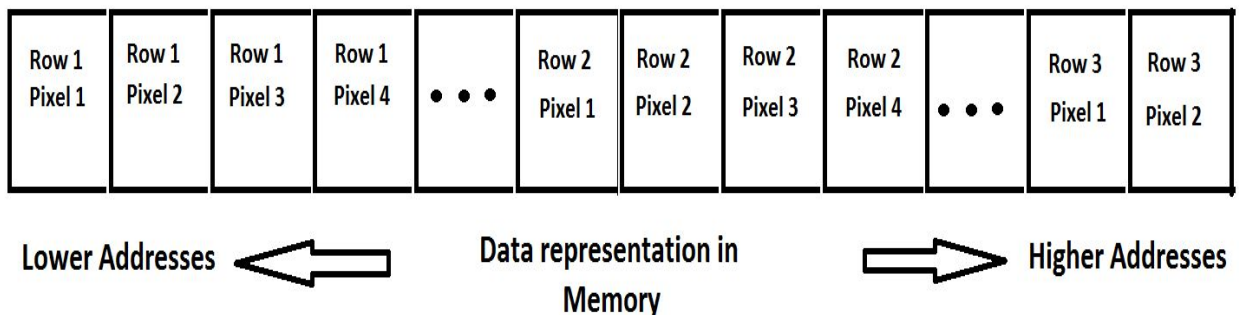 Row 1
Pixel 1
Row 1
Pixel 2
Row 1
Pixel 3
Row 1
Pixel 4
Row 2
Pixel 1
Row 2
Pixel 2
Row 2
Pixel 3
Row 2
Pixel 4
Row 3
Pixel 1
Row 3
Pixel 2
Lower Addresses
Data representation in
Memory
Higher Addresses